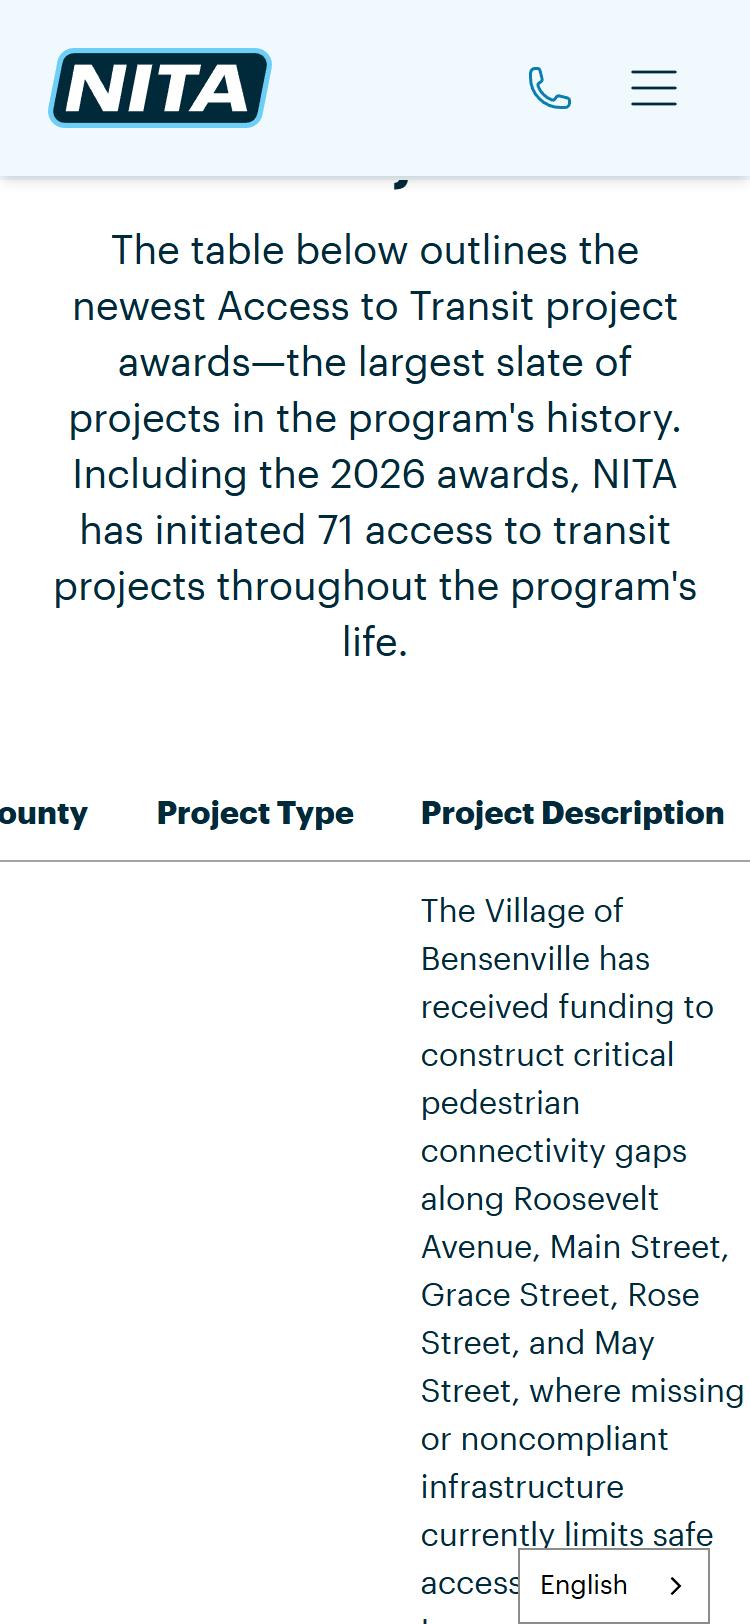 NITA
The table below outlines the
newest Access to Transit project
awards—the largest slate of
projects in the program's history.
Including the 2026 awards, NITA
has initiated 71 access to transit
projects throughout the program's
life.
ounty Project Type Project Description
The Village of
Bensenville has
received funding to
construct critical
pedestrian
connectivity gaps
along Roosevelt
Avenue, Main Street,
Grace Street, Rose
Street, and May
Street, where missing
or noncompliant
infrastructure
currently limits safe
access
English